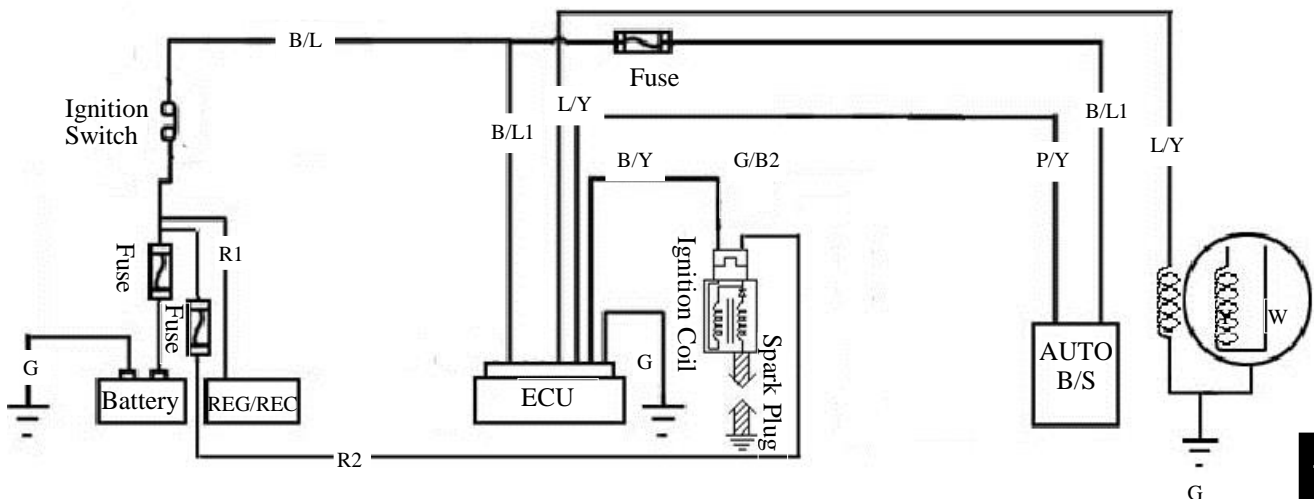 B/L
Fuse
Ignition
Switch
L/Y
B/L1
B/L1
L/Y
B/Y
G/B2
P/Y
Fuse
R1
Ignition Coil
Fuse
W
Spark Plug
AUTO
B/S
G
G
Battery
REG/REC
ECU
R2
G